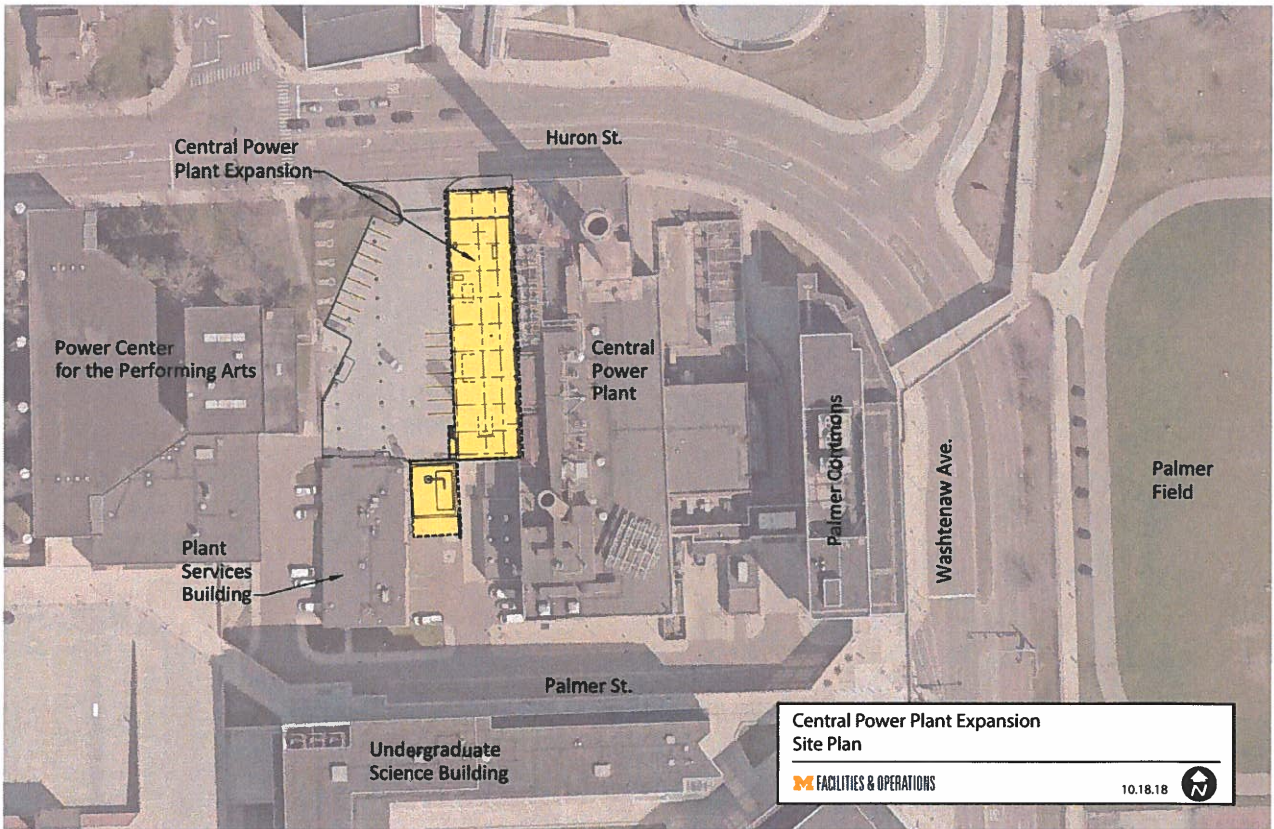 Huron St.
Central Power
Plant Expansion
Power Center
for the Performing Arts
Central
Power
Plant
Palmer Commons
Washtenaw Ave.
Palmer
Field
Plant
Services
Building
Palmer St.
Undergraduate
Science Building
Central Power Plant Expansion
Site Plan
M FACILITIES & OPERATIONS
10.18.18
N